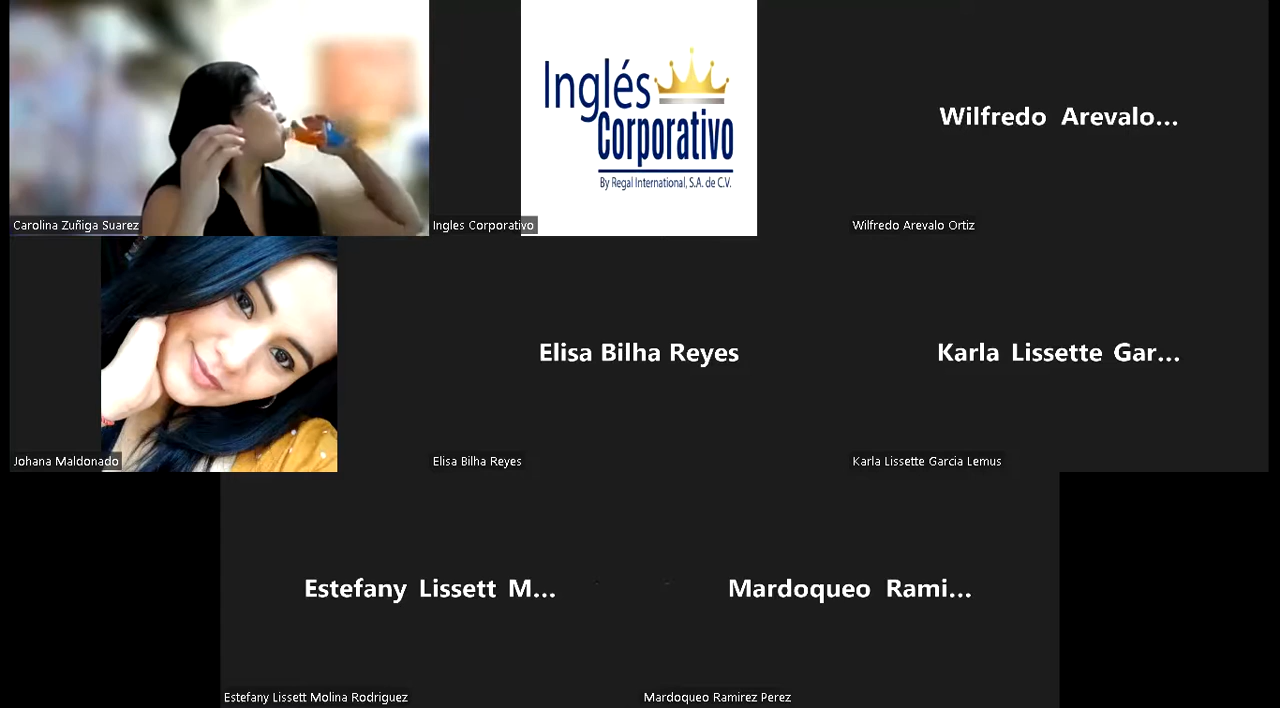 Inglés
Corporativo
By Regal International, S.A. de C.V.
Wilfredo Arevalo...
Carolina Zuñiga Suarez
Ingles Corporativo
Wilfredo Arevalo Ortiz
Elisa Bilha Reyes
Karla Lissette Gar...
Johana Maldonado
Elisa Bilha Reyes
Karla Lissette Garcia Lemus
Estefany Lissett M...
Mardoqueo Rami...
Estefany Lissett Molina Rodriguez
Mardoqueo Ramirez Perez